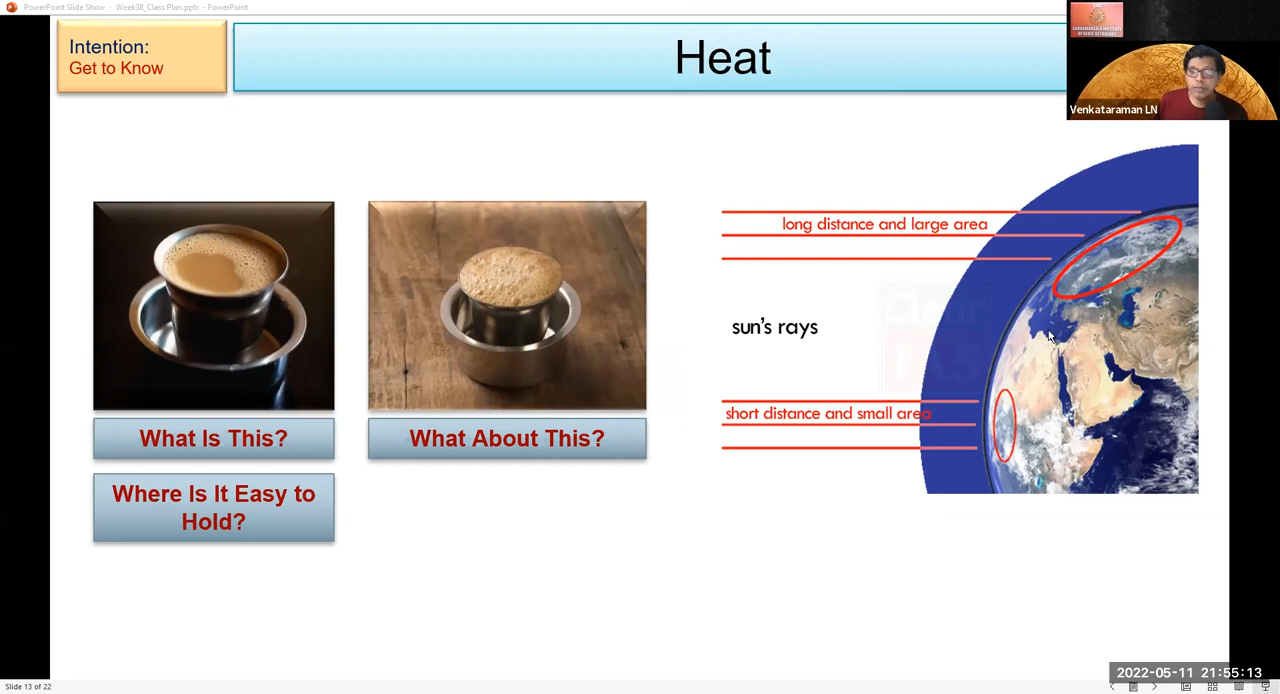 PowerPoint Slide Show - Week38_Class Plan.ppts - PowerPoint
Intention:
Get to Know
Heat
Venkataraman LN
long distance and large area
sun's rays
short distance and small area
What Is This?
What About This?
Where Is It Easy to
Hold?
2022-05-11 21:55:13
Slide 13 of 22